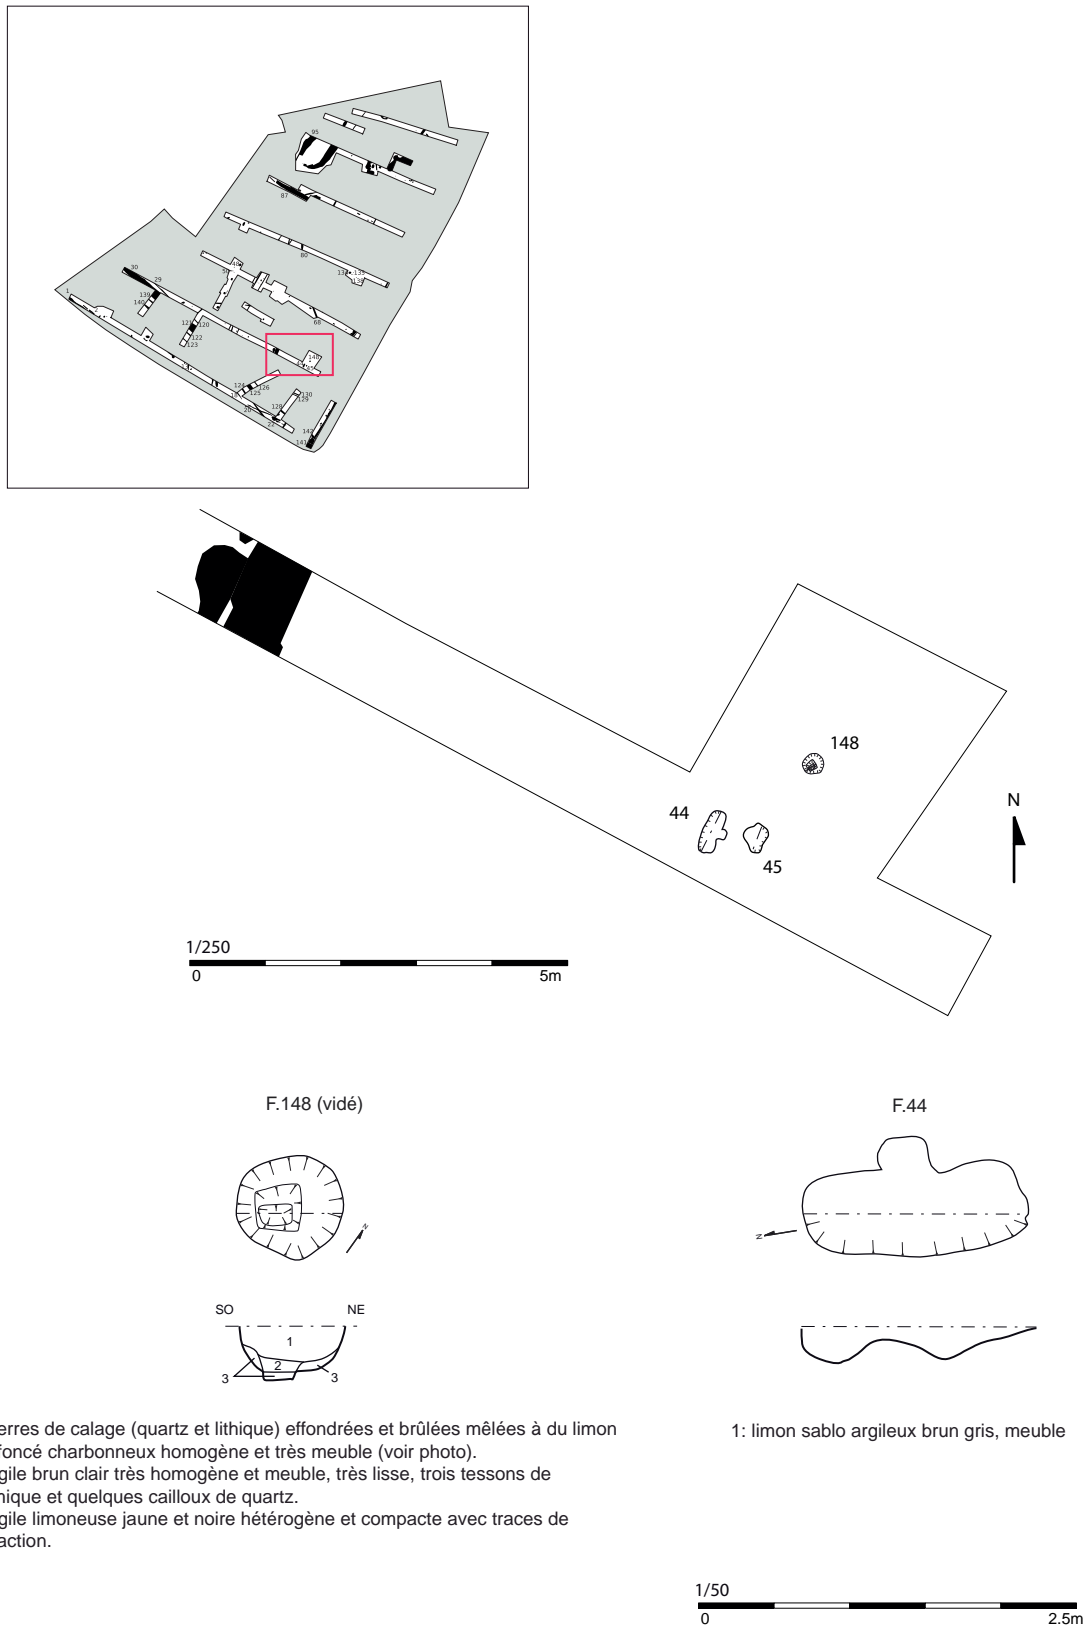 95
87
80
134 135
136
48
50
68
30
29
1
2
139
140
121
120
122
123
148
124
126
125
18
20
22
128
130
129
142
141
148
44
45
N
1/250
0 5m
F.148 (vidé)
F.44
N
N
SO NE
1
2
3 3
erres de calage (quartz et lithique) effondrées et brûlées mêlées à du limon
foncé charbonneux homogène et très meuble (voir photo).
gile brun clair très homogène et meuble, très lisse, trois tessons de
nique et quelques cailloux de quartz.
gile limoneuse jaune et noire hétérogène et compacte avec traces de
action.
1: limon sablo argileux brun gris, meuble
1/50
0 2.5m